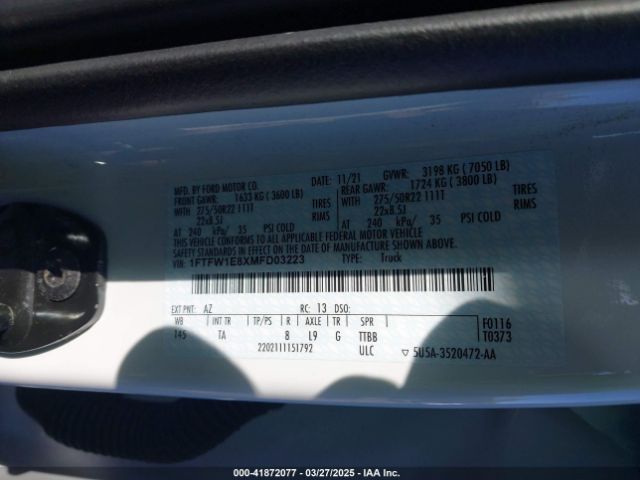 MFD. BY FORD MOTOR CO.
DATE: 11/21 GVWR: 3198 KG ( 7050 LB)
FRONT GAWR: 1633 KG ( 3600 LB) REAR GAWR: 1724 KG ( 3800 LB)
WITH 275/50R22 111T TIRES WITH 275/50R22 111T TIRES
22x8.5J RIMS 22x8.5J RIMS
AT 240 kPa/ 35 PSI COLD AT 240 kPa/ 35 PSI COLD
THIS VEHICLE CONFORMS TO ALL APPLICABLE FEDERAL MOTOR VEHICLE
SAFETY STANDARDS IN EFFECT ON THE DATE OF MANUFACTURE SHOWN ABOVE.
VIN: 1FTFW1E8XMFD03223 TYPE: Truck
EXT PNT: AZ RC: 13 DSO:
WB INT TR TP/PS R AXLE TR SPR F0116
145 TA 8 L9 G TTBB T0373
2202111151792 ULC ▽ 5U5A-3520472-AA
000-41872077 — 03/27/2025 — IAA Inc.